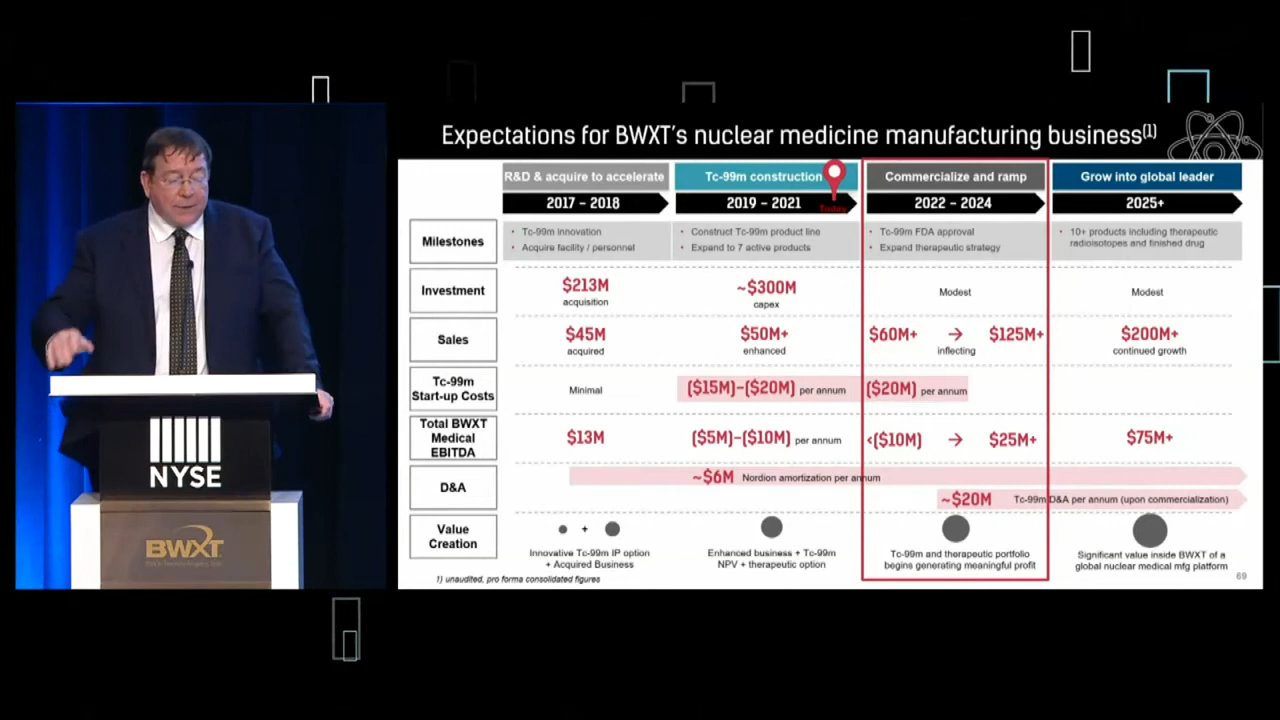 Expectations for BWXT's nuclear medicine manufacturing business(1)
R&D & acquire to accelerate
Tc-99m construction
Commercialize and ramp
Grow into global leader
2017 – 2018
2019 – 2021
Today
2022 – 2024
2025+
Milestones
• Tc-99m innovation
• Acquire facility / personnel
• Construct Tc-99m product line
• Expand to 7 active products
• Tc-99m FDA approval
• Expand therapeutic strategy
• 10+ products including therapeutic
radioisotopes and finished drug
Investment
$213M
acquisition
~$300M
capex
Modest
Modest
Sales
$45M
acquired
$50M+
enhanced
$60M+ → $125M+
inflecting
$200M+
continued growth
Tc-99m
Start-up Costs
Minimal
($15M)–($20M) per annum
($20M) per annum
Total BWXT
Medical
EBITDA
$13M
($5M)–($10M) per annum
<($10M) → $25M+
$75M+
D&A
~$6M Nordion amortization per annum
~$20M Tc-99m D&A per annum (upon commercialization)
Value
Creation
+
Innovative Tc-99m IP option
+ Acquired Business
Enhanced business + Tc-99m
NPV + therapeutic option
Tc-99m and therapeutic portfolio
begins generating meaningful profit
Significant value inside BWXT of a
global nuclear medical mfg platform
1) unaudited, pro forma consolidated figures
69
NYSE
BWXT